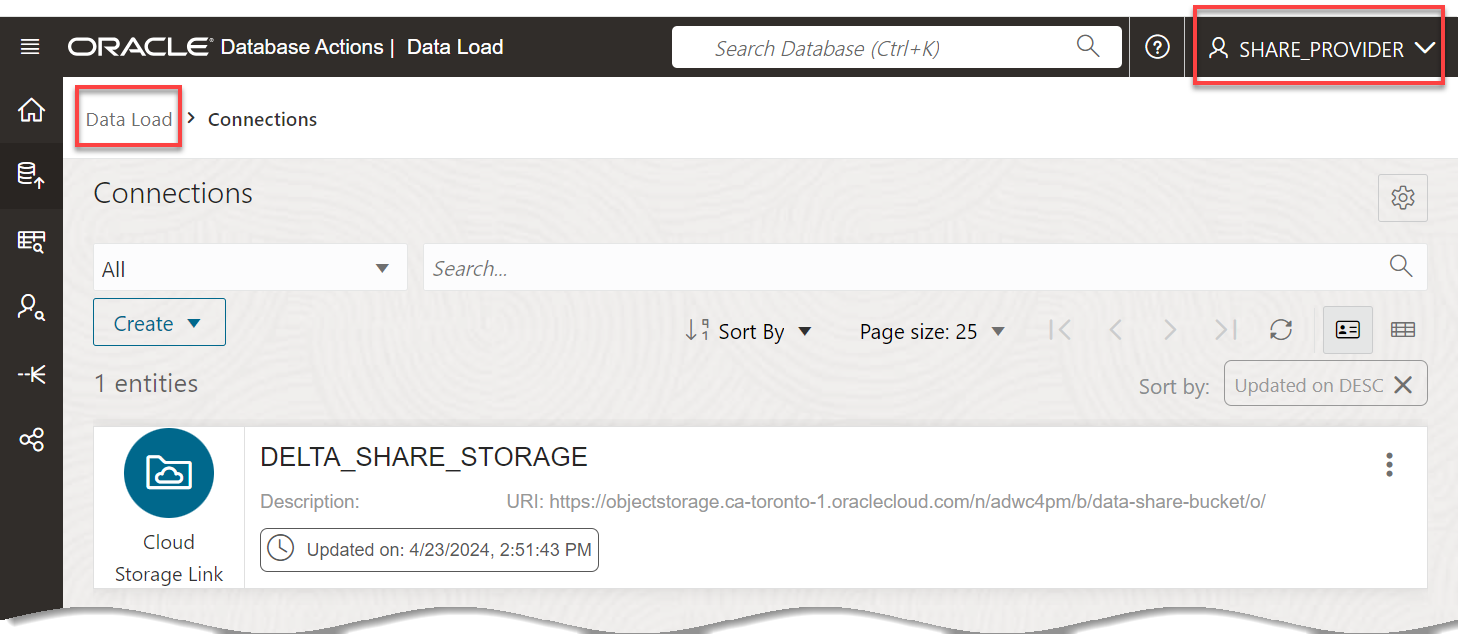 ORACLE® Database Actions | Data Load
Search Database (Ctrl+K)
SHARE_PROVIDER
Data Load > Connections
Connections
All
Search...
Create
Sort By
Page size: 25
1 entities
Sort by: Updated on DESC
DELTA_SHARE_STORAGE
Description: URI: https://objectstorage.ca-toronto-1.oraclecloud.com/n/adwc4pm/b/data-share-bucket/o/
Cloud
Storage Link
Updated on: 4/23/2024, 2:51:43 PM